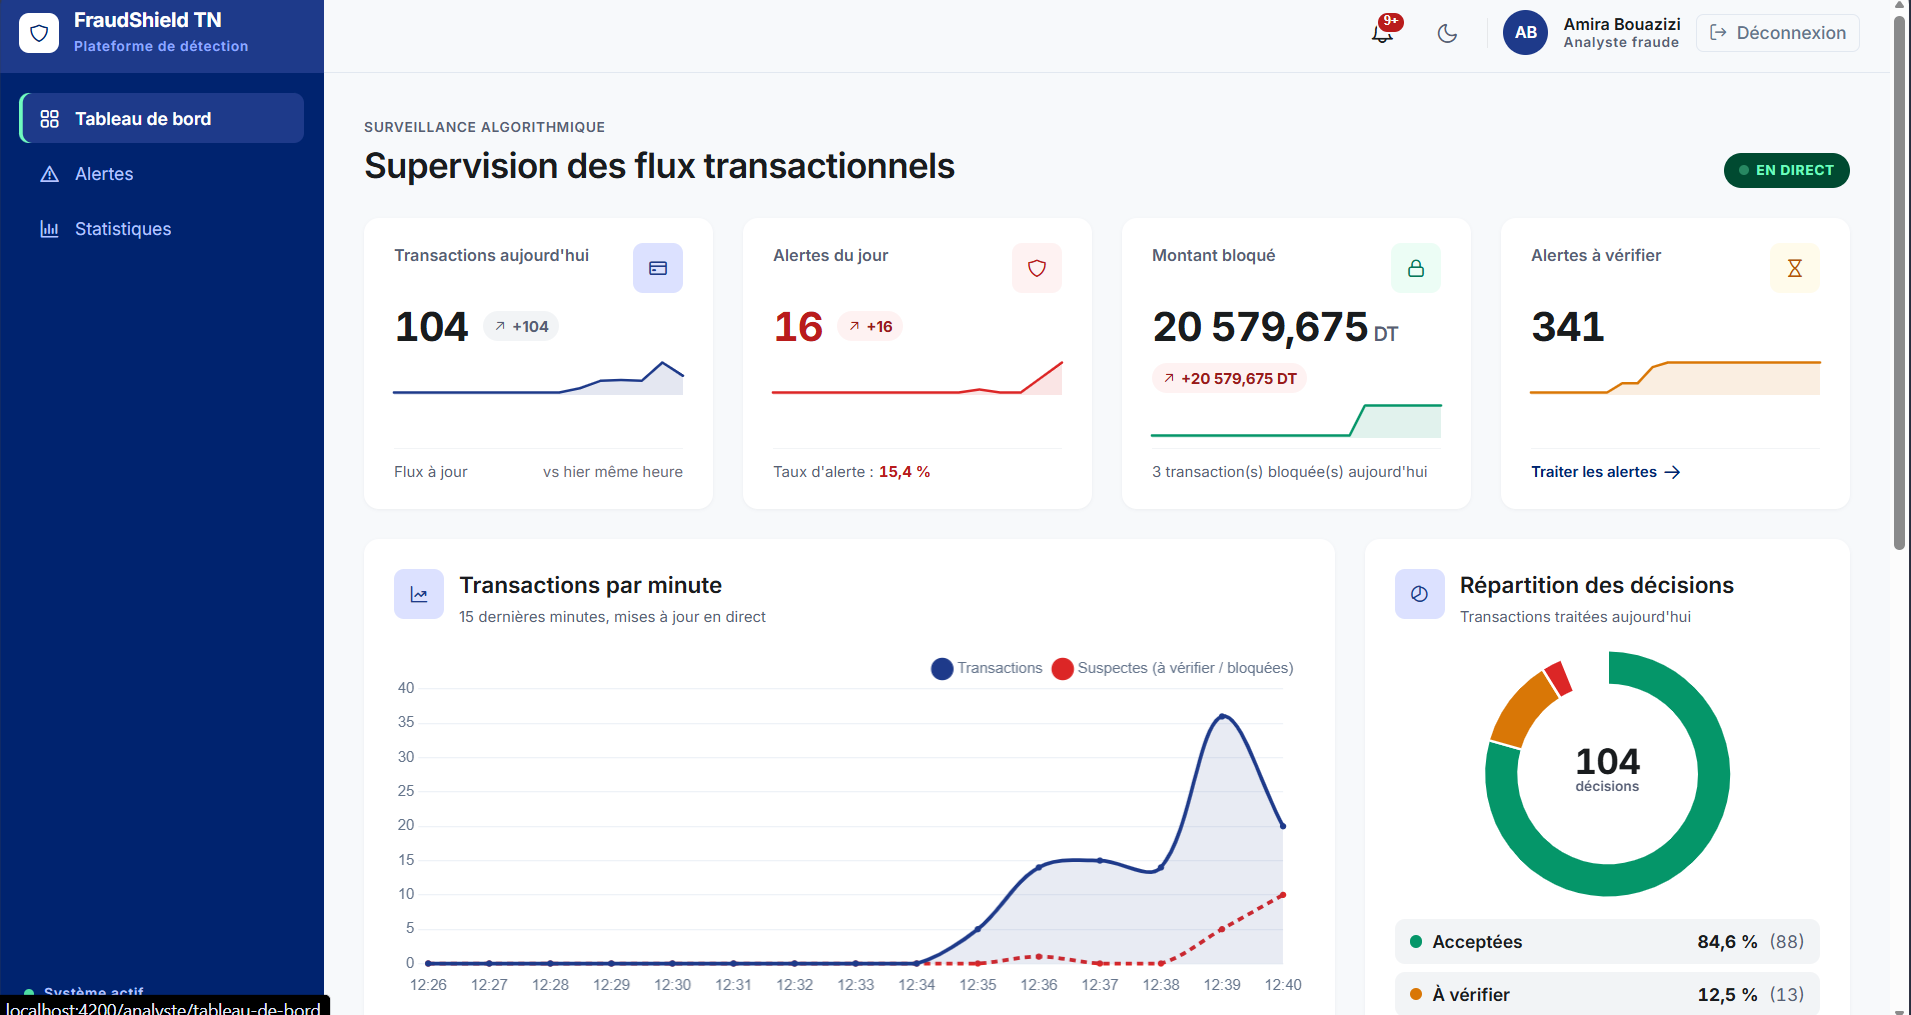 FraudShield TN
Plateforme de détection
9+
AB
Amira Bouazizi
Analyste fraude
Déconnexion
Tableau de bord
Alertes
Statistiques
SURVEILLANCE ALGORITHMIQUE
Supervision des flux transactionnels
EN DIRECT
Transactions aujourd'hui
104
+104
Flux à jour
vs hier même heure
Alertes du jour
16
+16
Taux d'alerte : 15,4 %
Montant bloqué
20 579,675 DT
+20 579,675 DT
3 transaction(s) bloquée(s) aujourd'hui
Alertes à vérifier
341
Traiter les alertes
Transactions par minute
15 dernières minutes, mises à jour en direct
Transactions
Suspectes (à vérifier / bloquées)
40
35
30
25
20
15
10
5
0
12:26 12:27 12:28 12:29 12:30 12:31 12:32 12:33 12:34 12:35 12:36 12:37 12:38 12:39 12:40
Répartition des décisions
Transactions traitées aujourd'hui
104
décisions
Acceptées 84,6 % (88)
À vérifier 12,5 % (13)
Système actif
localhost:4200/analyste/tableau-de-bord